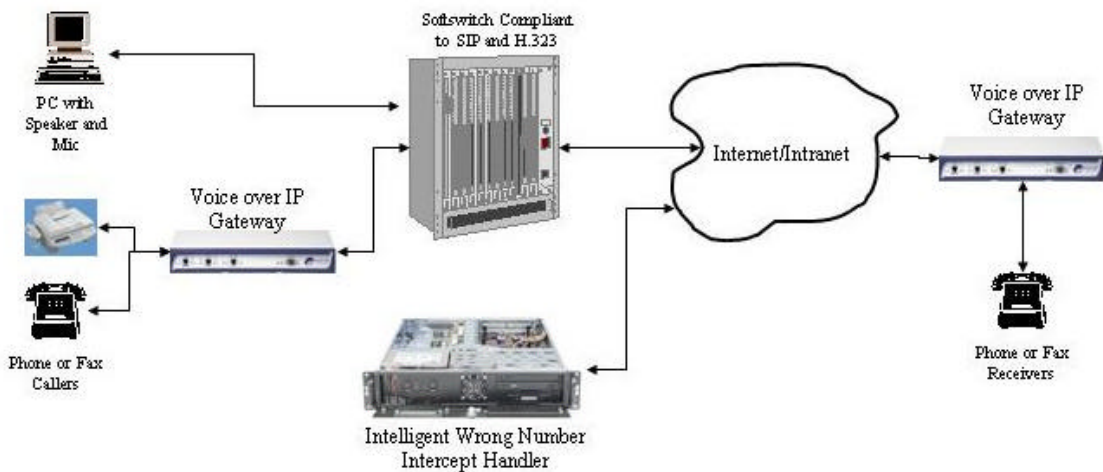 Softswitch Compliant
to SIP and H.323
PC with
Speaker and
Mic
Voice over IP
Gateway
Internet/Intranet
Voice over IP
Gateway
Phone or Fax
Callers
Phone or Fax
Receivers
Intelligent Wrong Number
Intercept Handler